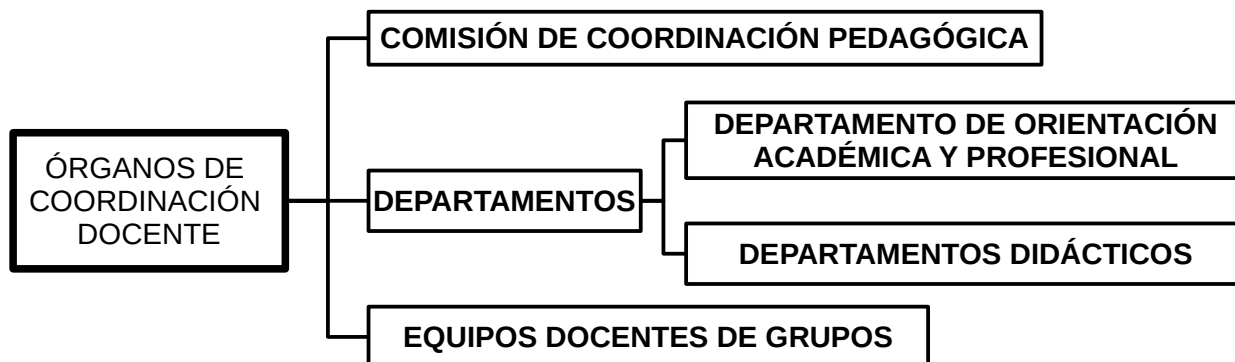 COMISIÓN DE COORDINACIÓN PEDAGÓGICA
DEPARTAMENTO DE ORIENTACIÓN
ACADÉMICA Y PROFESIONAL
ÓRGANOS DE
COORDINACIÓN
DOCENTE
DEPARTAMENTOS
DEPARTAMENTOS DIDÁCTICOS
EQUIPOS DOCENTES DE GRUPOS